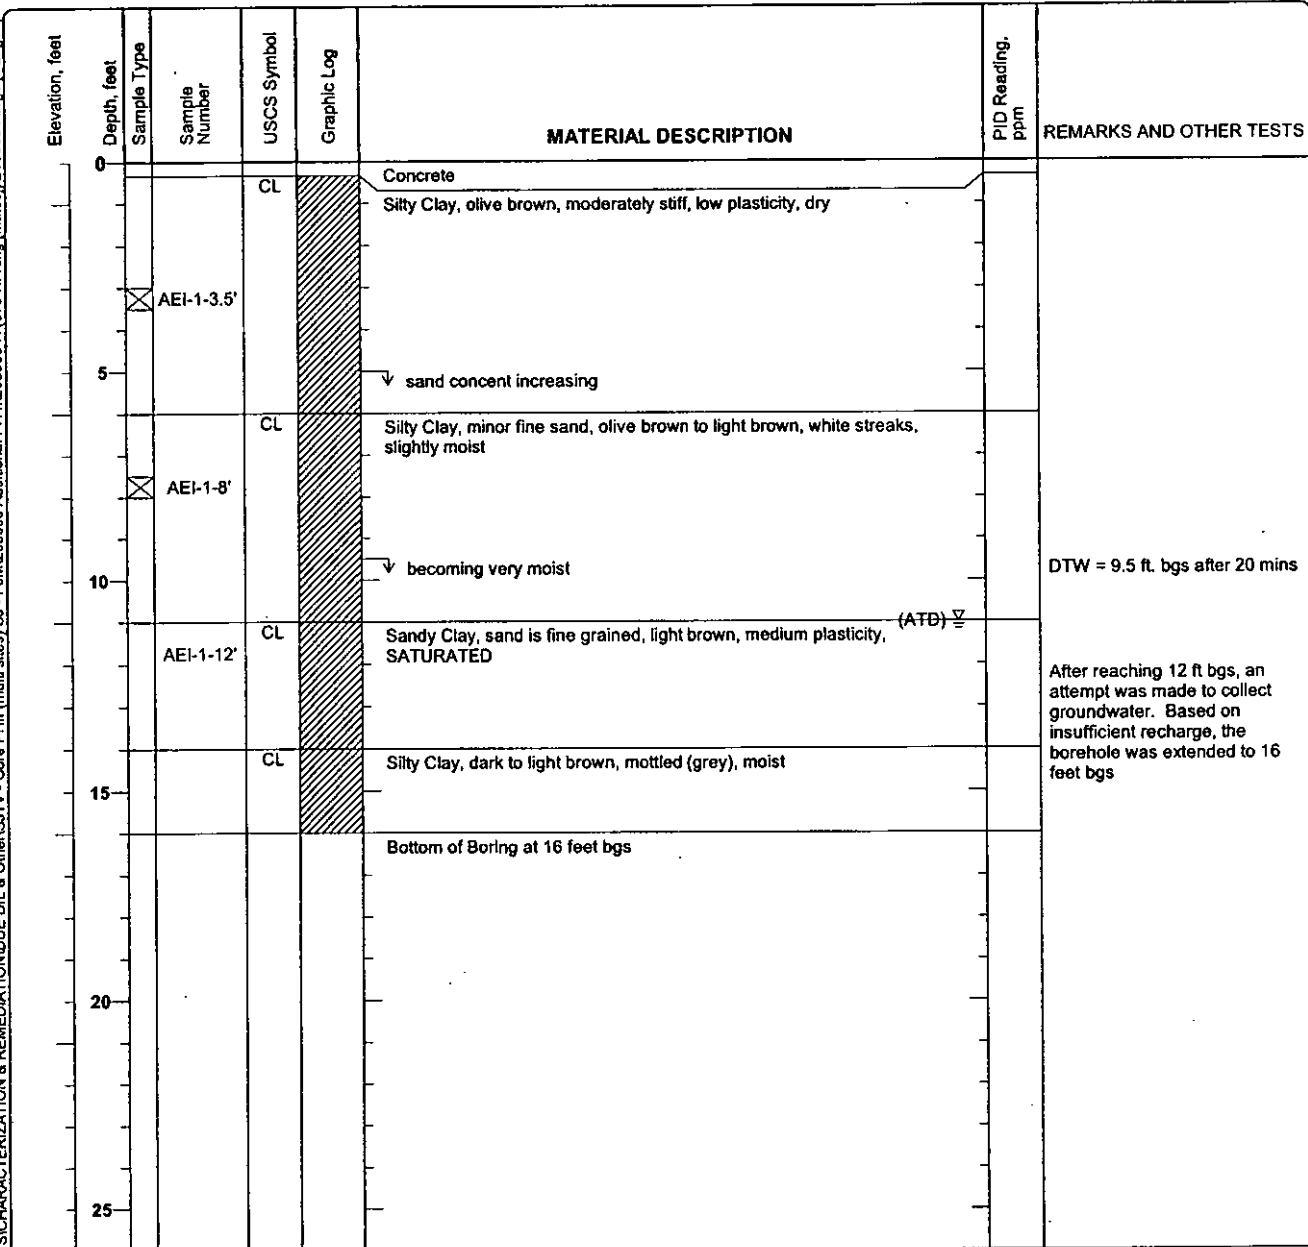 Elevation, feet
Depth, feet
Sample Type
Sample
Number
USCS Symbol
Graphic Log
MATERIAL DESCRIPTION
PID Reading,
ppm
REMARKS AND OTHER TESTS
0
Concrete
CL
Silty Clay, olive brown, moderately stiff, low plasticity, dry
AEI-1-3.5'
5
sand concent increasing
CL
Silty Clay, minor fine sand, olive brown to light brown, white streaks,
slightly moist
AEI-1-8'
becoming very moist
DTW = 9.5 ft. bgs after 20 mins
10
(ATD)
CL
Sandy Clay, sand is fine grained, light brown, medium plasticity,
SATURATED
AEI-1-12'
After reaching 12 ft bgs, an
attempt was made to collect
groundwater. Based on
insufficient recharge, the
borehole was extended to 16
feet bgs
CL
Silty Clay, dark to light brown, mottled (grey), moist
15
Bottom of Boring at 16 feet bgs
20
25
CHARACTERIZATION & REMEDIATION